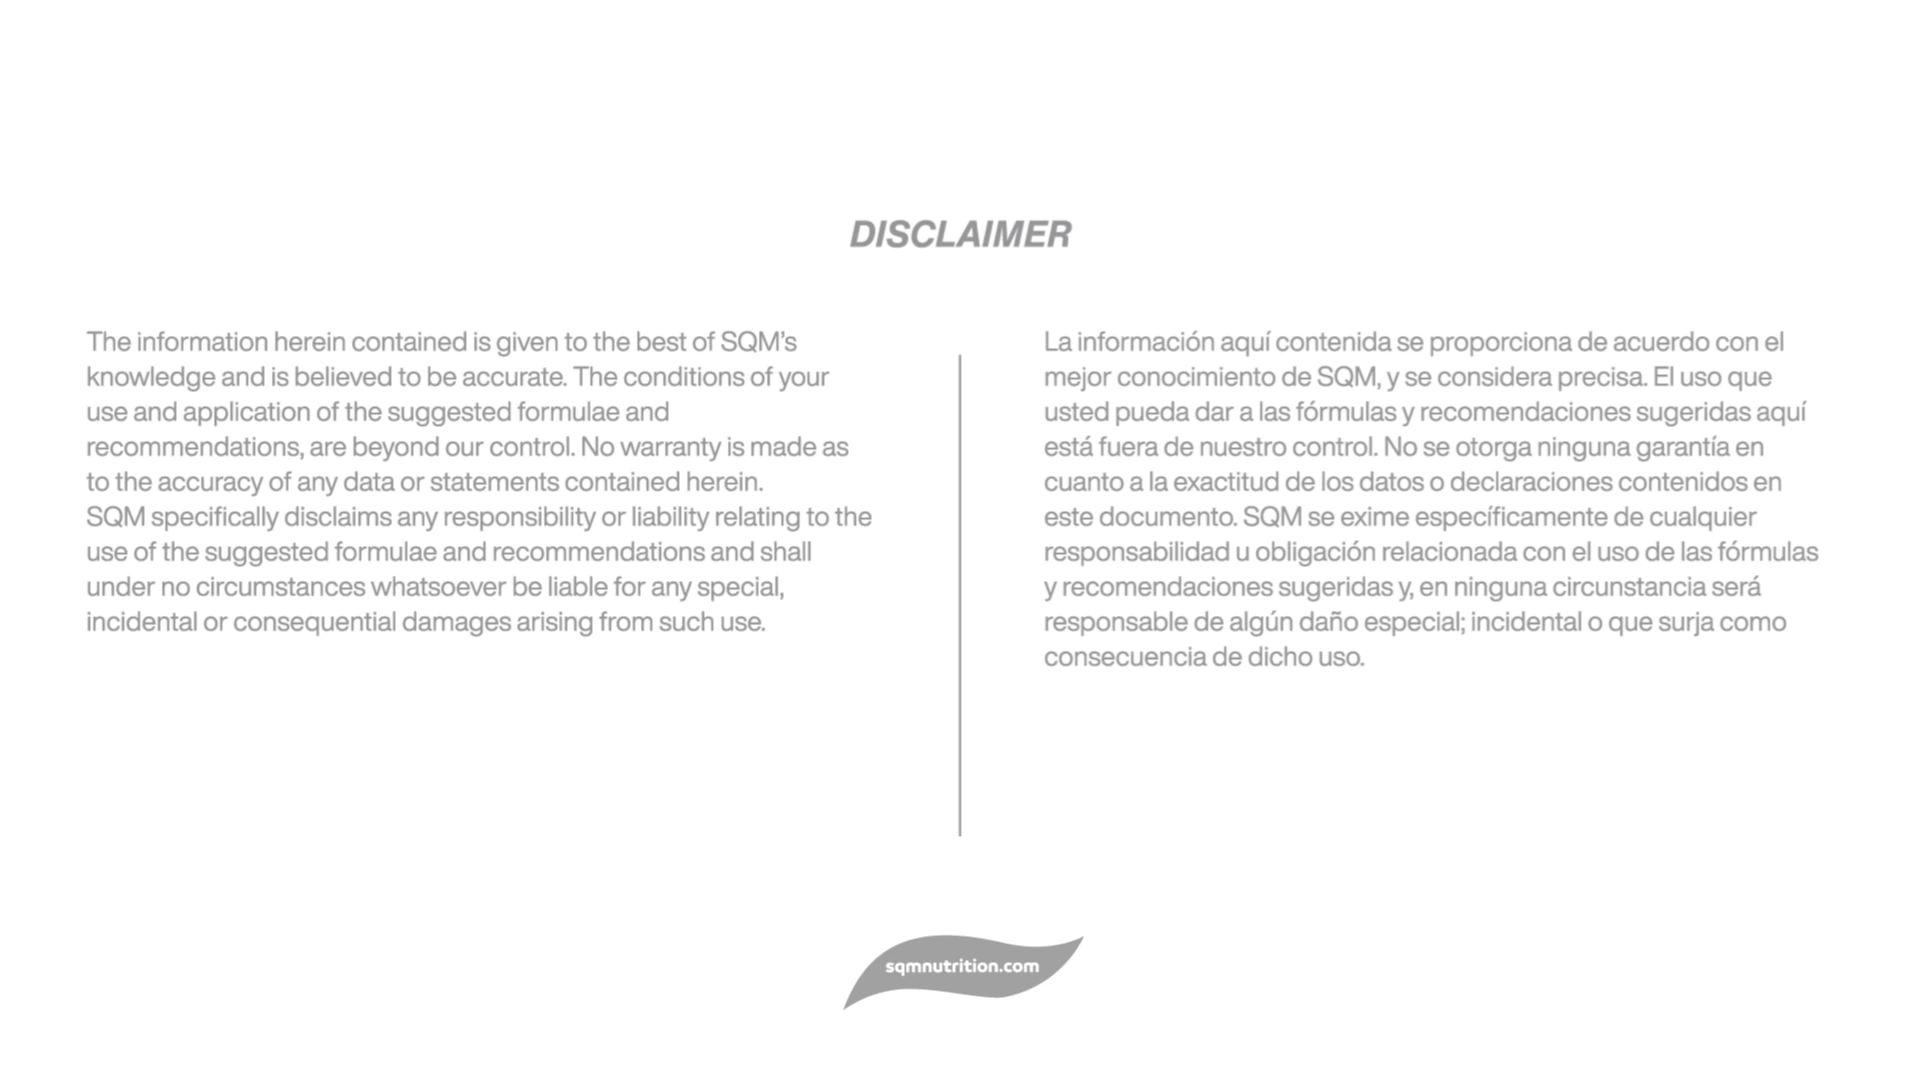 DISCLAIMER
The information herein contained is given to the best of SQM’s
knowledge and is believed to be accurate. The conditions of your
use and application of the suggested formulae and
recommendations, are beyond our control. No warranty is made as
to the accuracy of any data or statements contained herein.
SQM specifically disclaims any responsibility or liability relating to the
use of the suggested formulae and recommendations and shall
under no circumstances whatsoever be liable for any special,
incidental or consequential damages arising from such use.
La información aquí contenida se proporciona de acuerdo con el
mejor conocimiento de SQM, y se considera precisa. El uso que
usted pueda dar a las fórmulas y recomendaciones sugeridas aquí
está fuera de nuestro control. No se otorga ninguna garantía en
cuanto a la exactitud de los datos o declaraciones contenidos en
este documento. SQM se exime específicamente de cualquier
responsabilidad u obligación relacionada con el uso de las fórmulas
y recomendaciones sugeridas y, en ninguna circunstancia será
responsable de algún daño especial; incidental o que surja como
consecuencia de dicho uso.
sqmnutrition.com